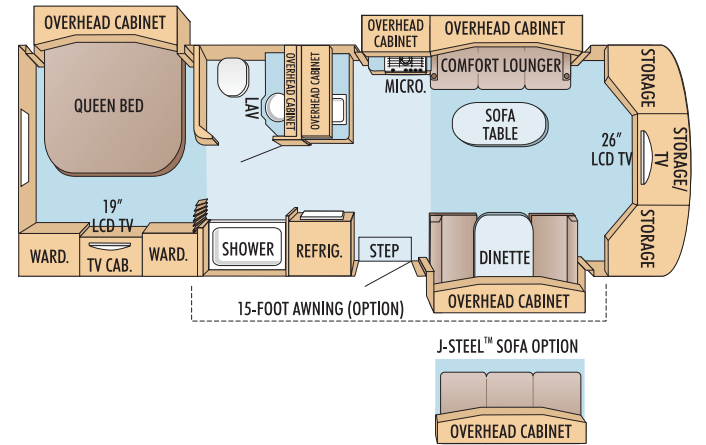 OVERHEAD CABINET
QUEEN BED
19"
LCD TV
WARD.
TV CAB.
WARD.
LAV
OVERHEAD CABINET
OVERHEAD CABINET
SHOWER
REFRIG.
STEP
OVERHEAD
CABINET
MICRO.
OVERHEAD CABINET
COMFORT LOUNGER
SOFA
TABLE
26"
LCD TV
STORAGE
STORAGE/
TV
STORAGE
DINETTE
OVERHEAD CABINET
15-FOOT AWNING (OPTION)
J-STEEL™ SOFA OPTION
OVERHEAD CABINET